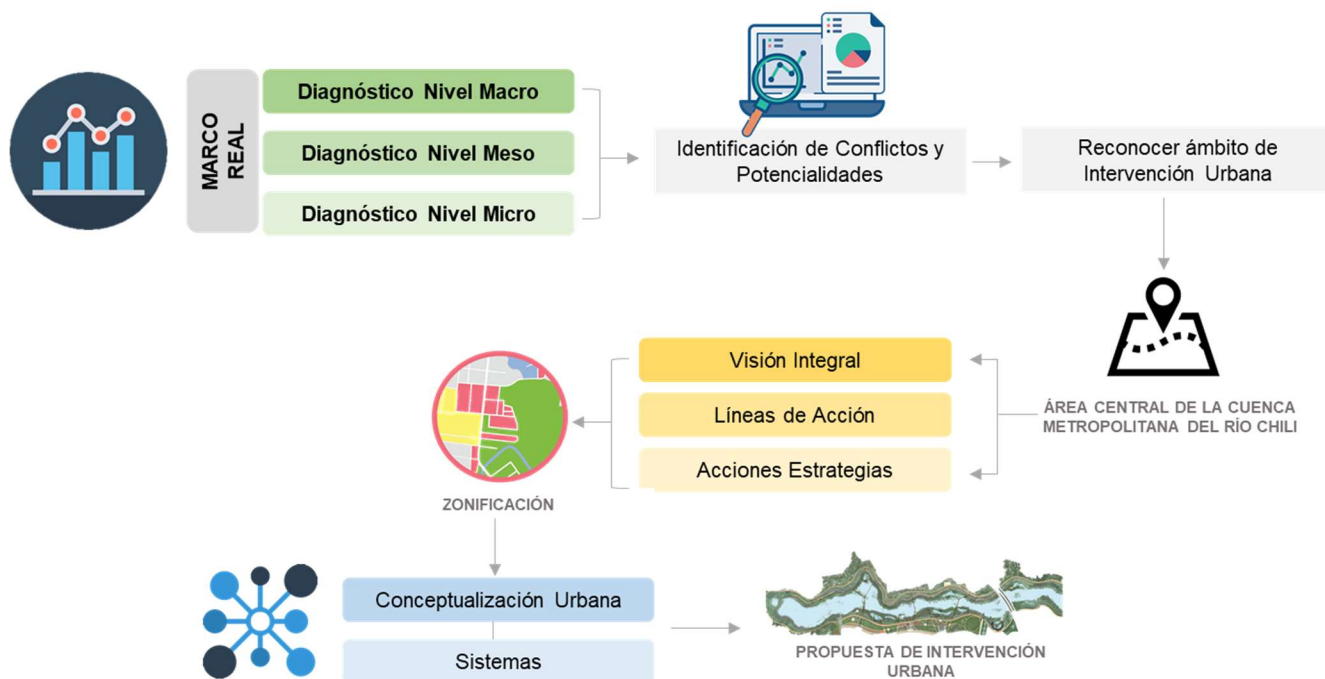 MARCO
REAL
Diagnóstico Nivel Macro
Diagnóstico Nivel Meso
Diagnóstico Nivel Micro
Identificación de Conflictos y
Potencialidades
Reconocer ámbito de
Intervención Urbana
ÁREA CENTRAL DE LA CUENCA
METROPOLITANA DEL RÍO CHILI
Visión Integral
Líneas de Acción
Acciones Estrategias
ZONIFICACIÓN
Conceptualización Urbana
Sistemas
PROPUESTA DE INTERVENCIÓN
URBANA